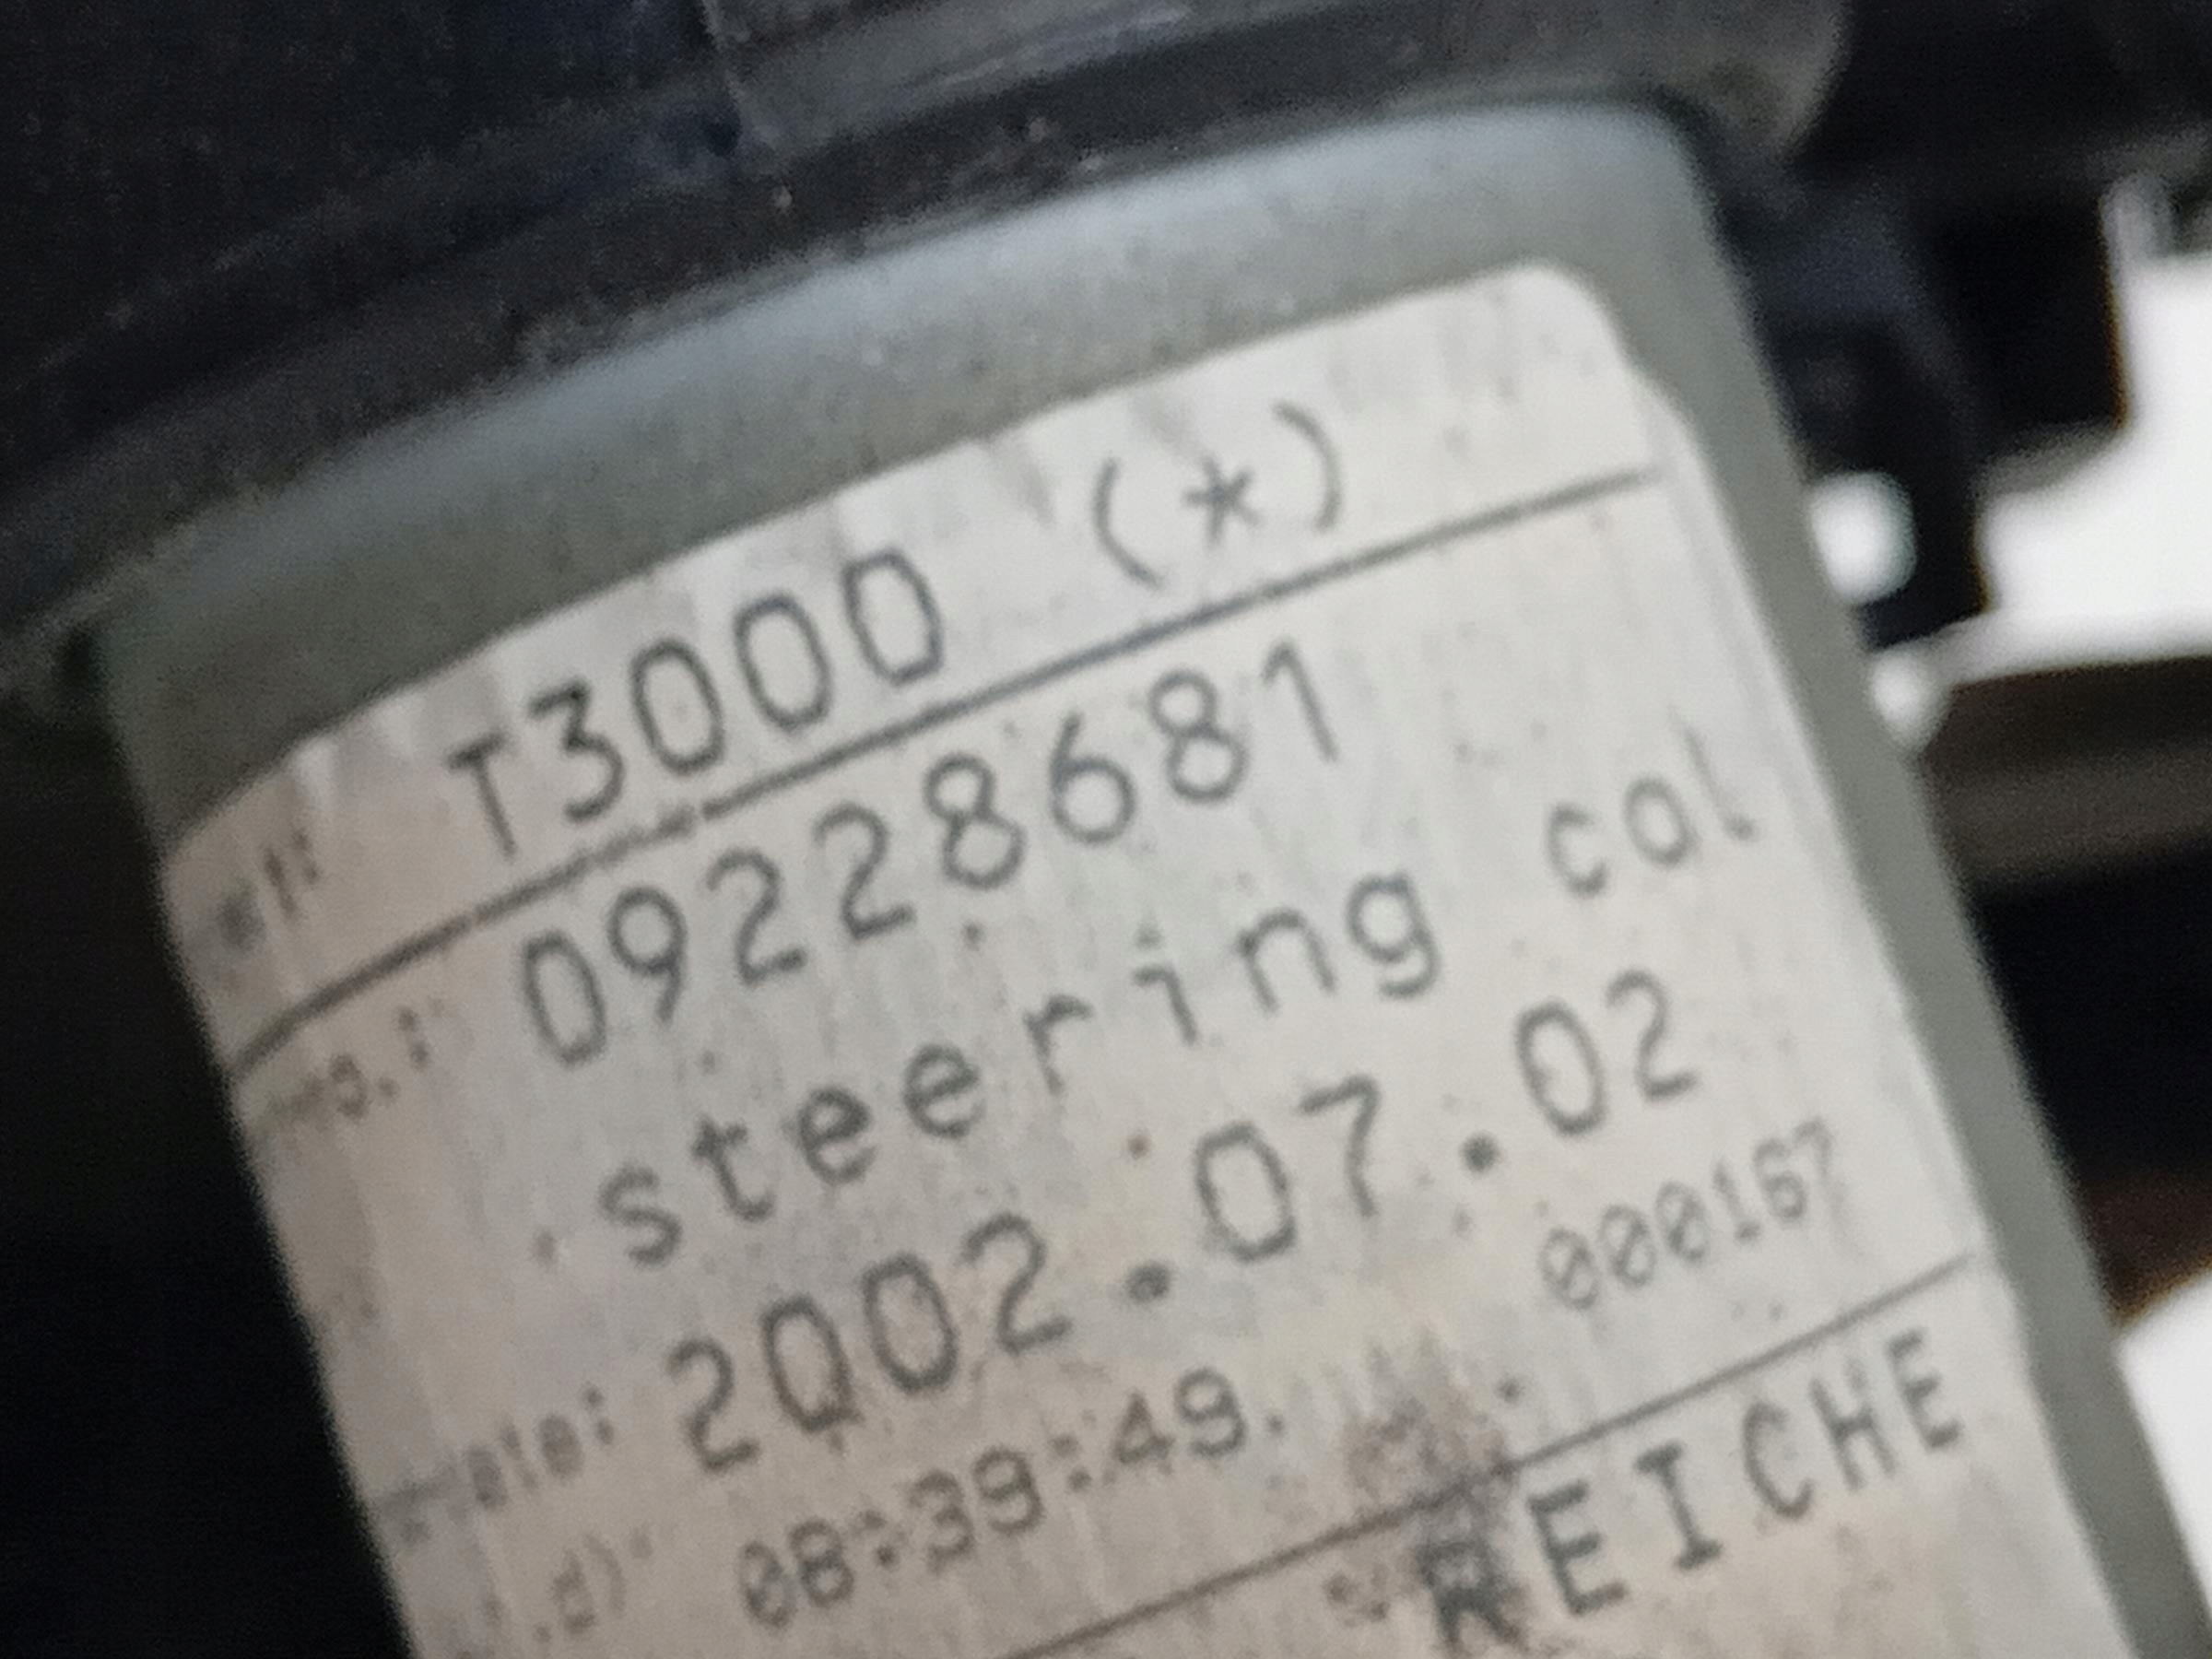 T3000 (*)
09228681
steering col
2002.07.02
000167
08:39:49.
REICHE